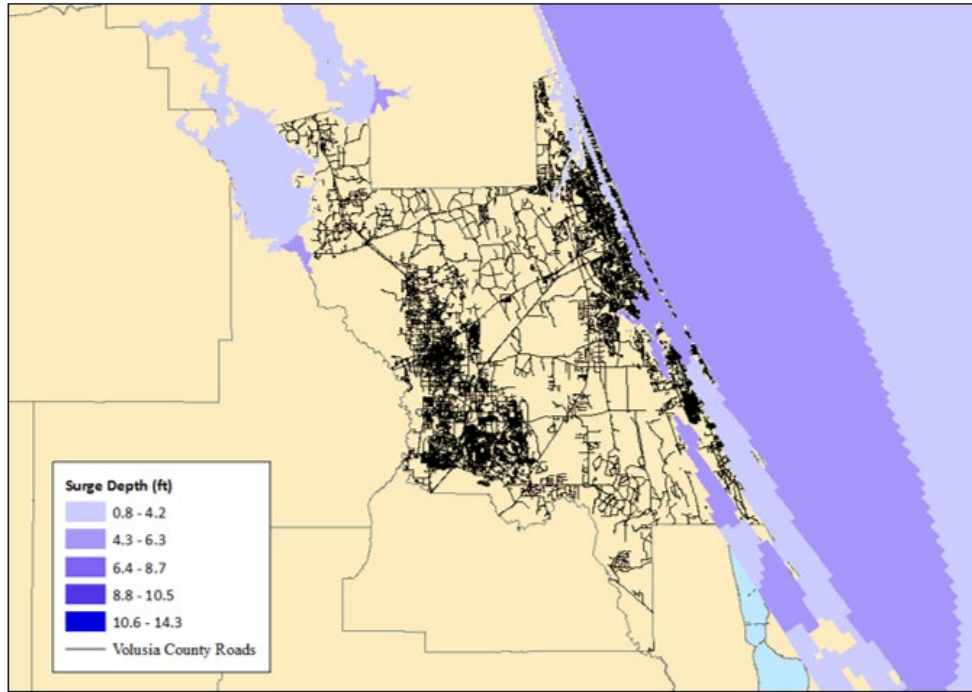 Surge Depth (ft)
0.8 - 4.2
4.3 - 6.3
6.4 - 8.7
8.8 - 10.5
10.6 - 14.3
Volusia County Roads